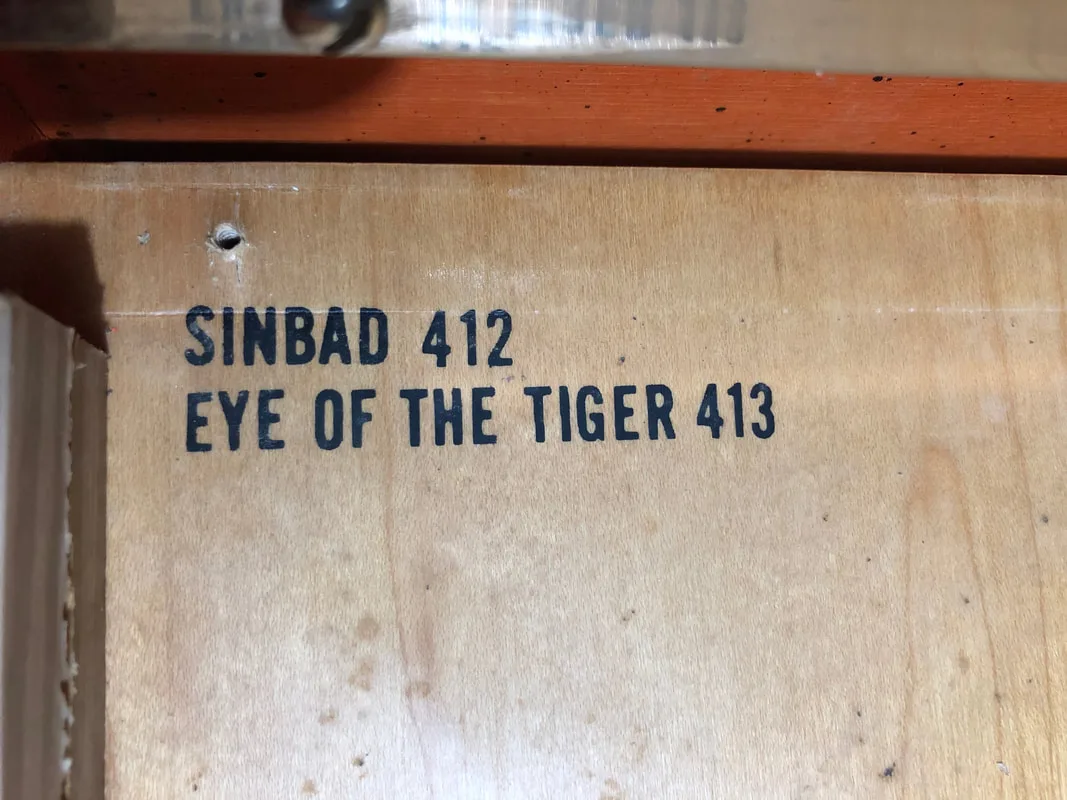 SINBAD 412
EYE OF THE TIGER 413